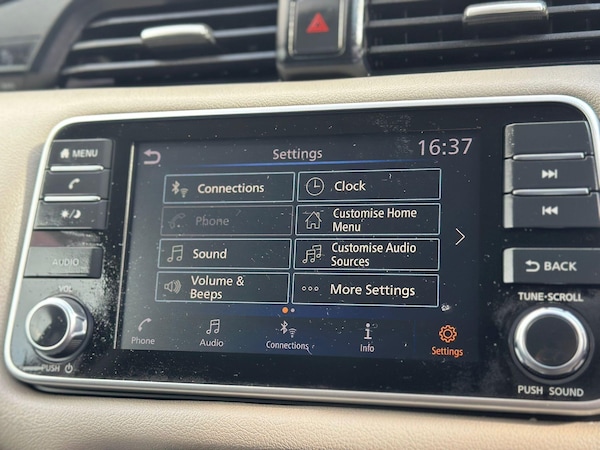 MENU
AUDIO
VOL
PUSH
Settings
16:37
Connections
Clock
Phone
Customise Home
Menu
Sound
Customise Audio
Sources
Volume &
Beeps
More Settings
Phone
Audio
Connections
Info
Settings
BACK
TUNE·SCROLL
PUSH SOUND